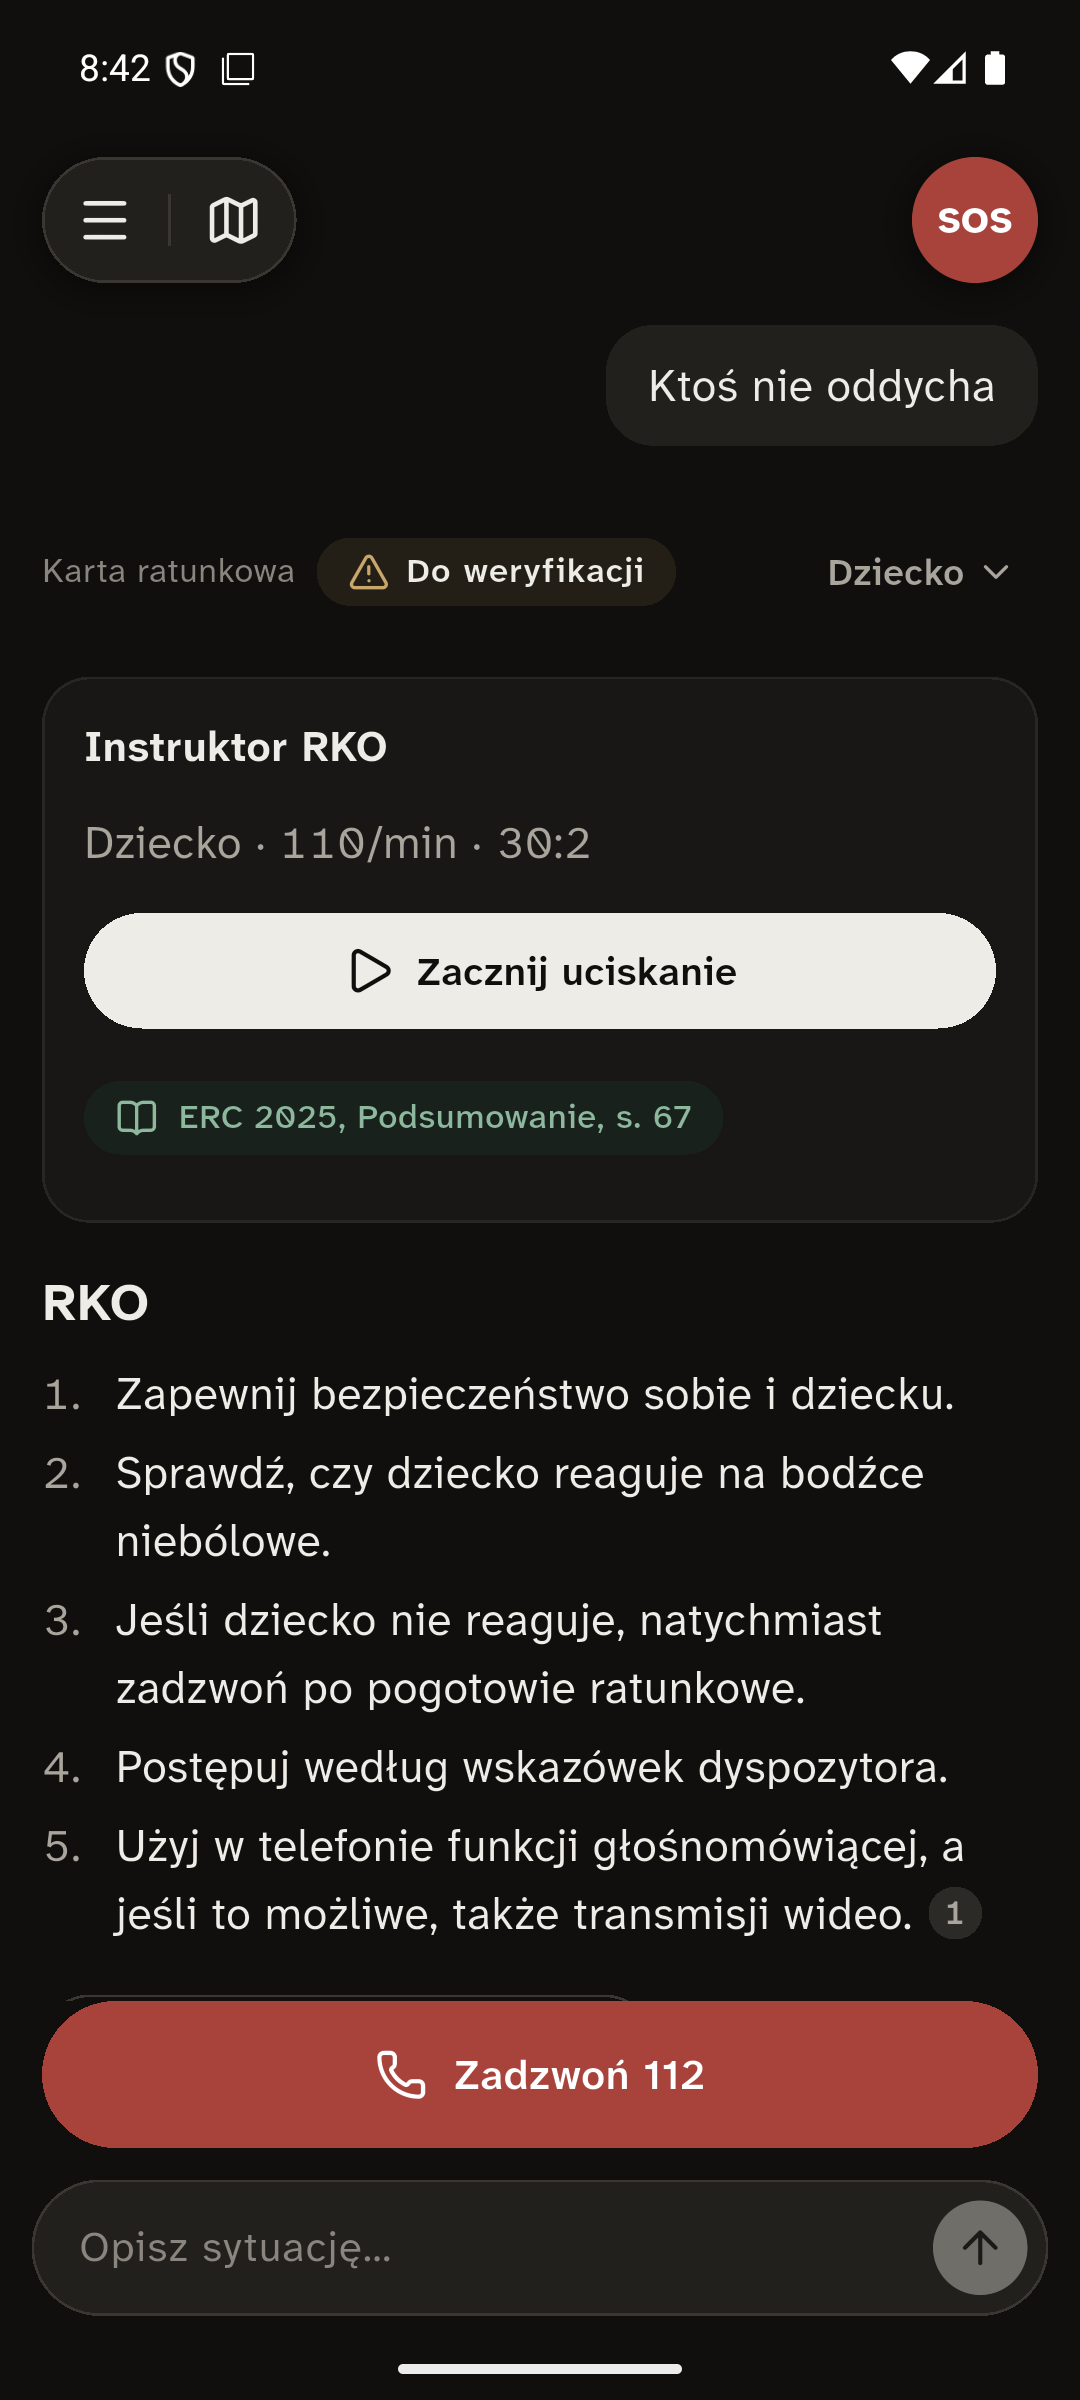 8:42
SOS
Ktoś nie oddycha
Karta ratunkowa
Do weryfikacji
Dziecko
Instruktor RKO
Dziecko · 110/min · 30:2
Zacznij uciskanie
ERC 2025, Podsumowanie, s. 67
RKO
1. Zapewnij bezpieczeństwo sobie i dziecku.
2. Sprawdź, czy dziecko reaguje na bodźce
niebólowe.
3. Jeśli dziecko nie reaguje, natychmiast
zadzwoń po pogotowie ratunkowe.
4. Postępuj według wskazówek dyspozytora.
5. Użyj w telefonie funkcji głośnomówiącej, a
jeśli to możliwe, także transmisji wideo. 1
Zadzwoń 112
Opisz sytuację...